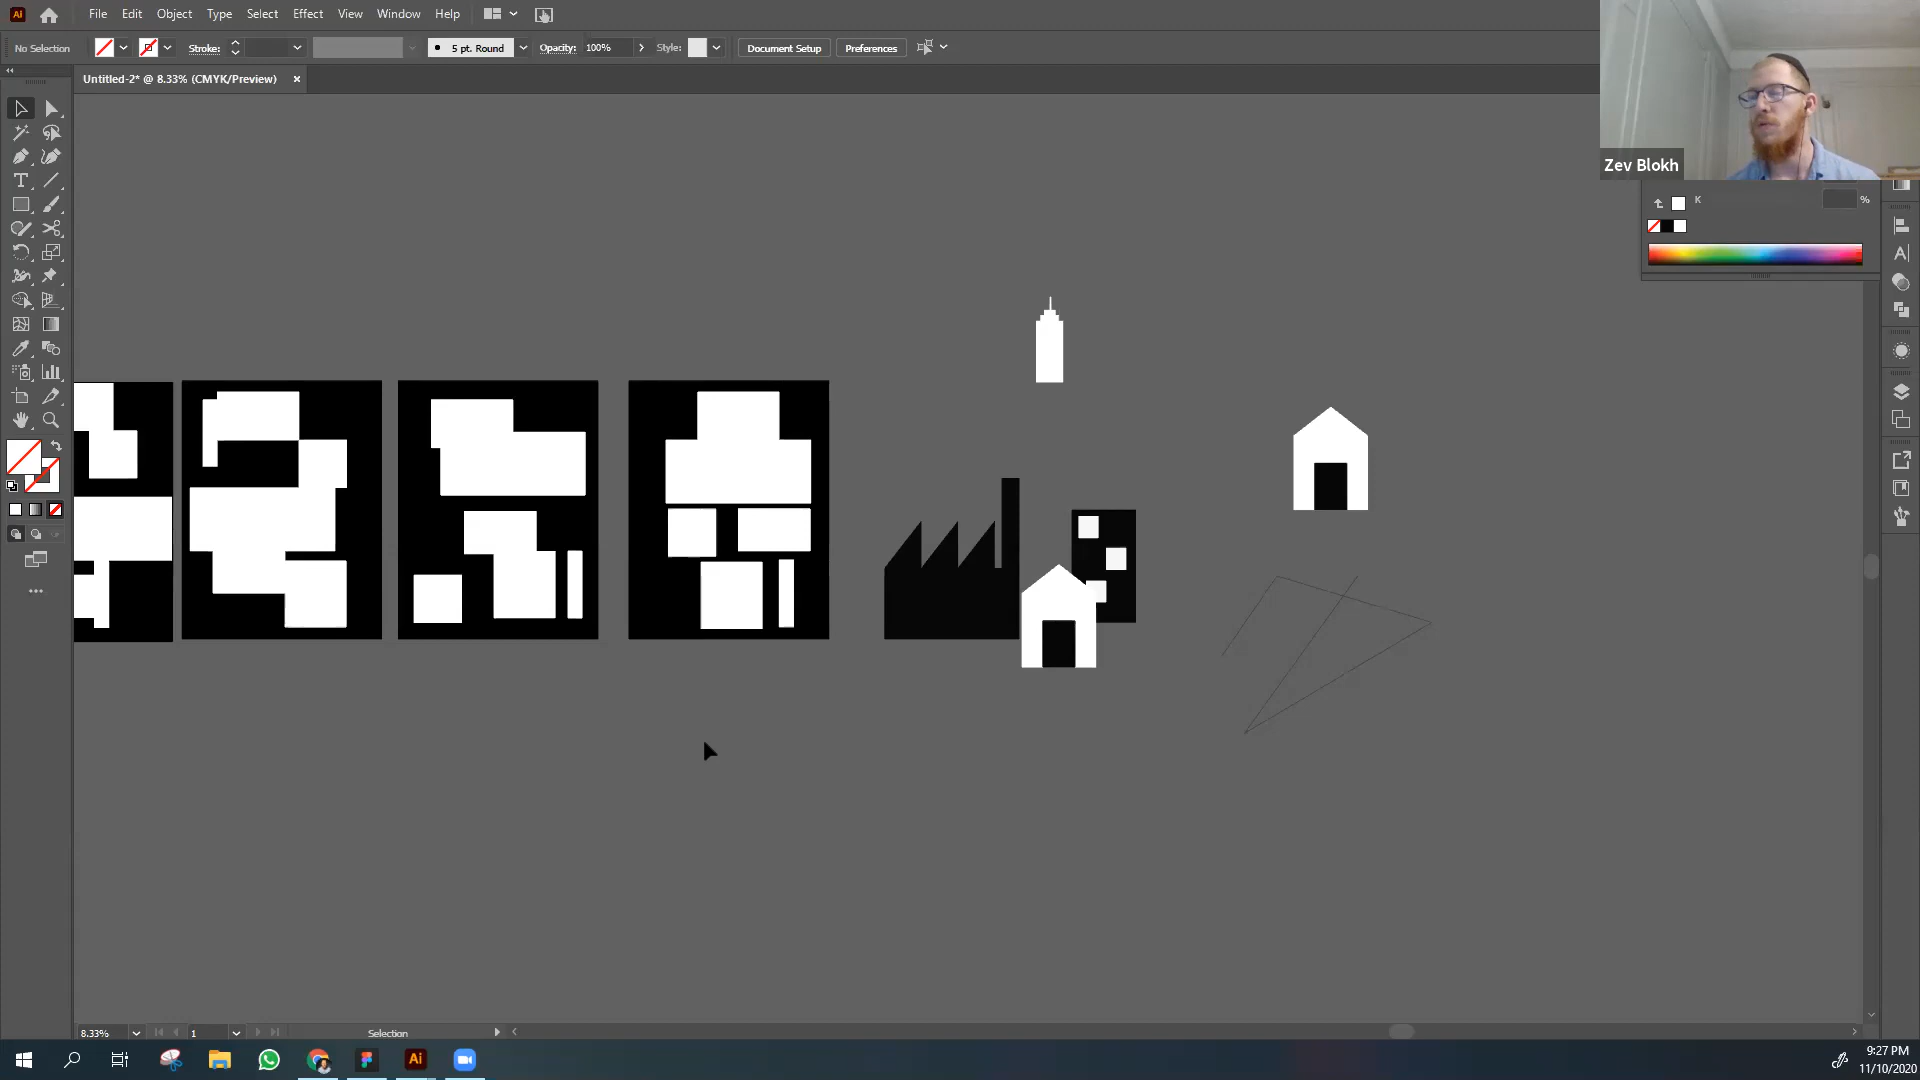 Ai File Edit Object Type Select Effect View Window Help
No Selection Stroke: 5 pt. Round Opacity: 100% Style: Document Setup Preferences
Untitled-2* @ 8.33% (CMYK/Preview) ×
Zev Blokh
K %
8.33% 1 Selection
Ai
9:27 PM
11/10/2020